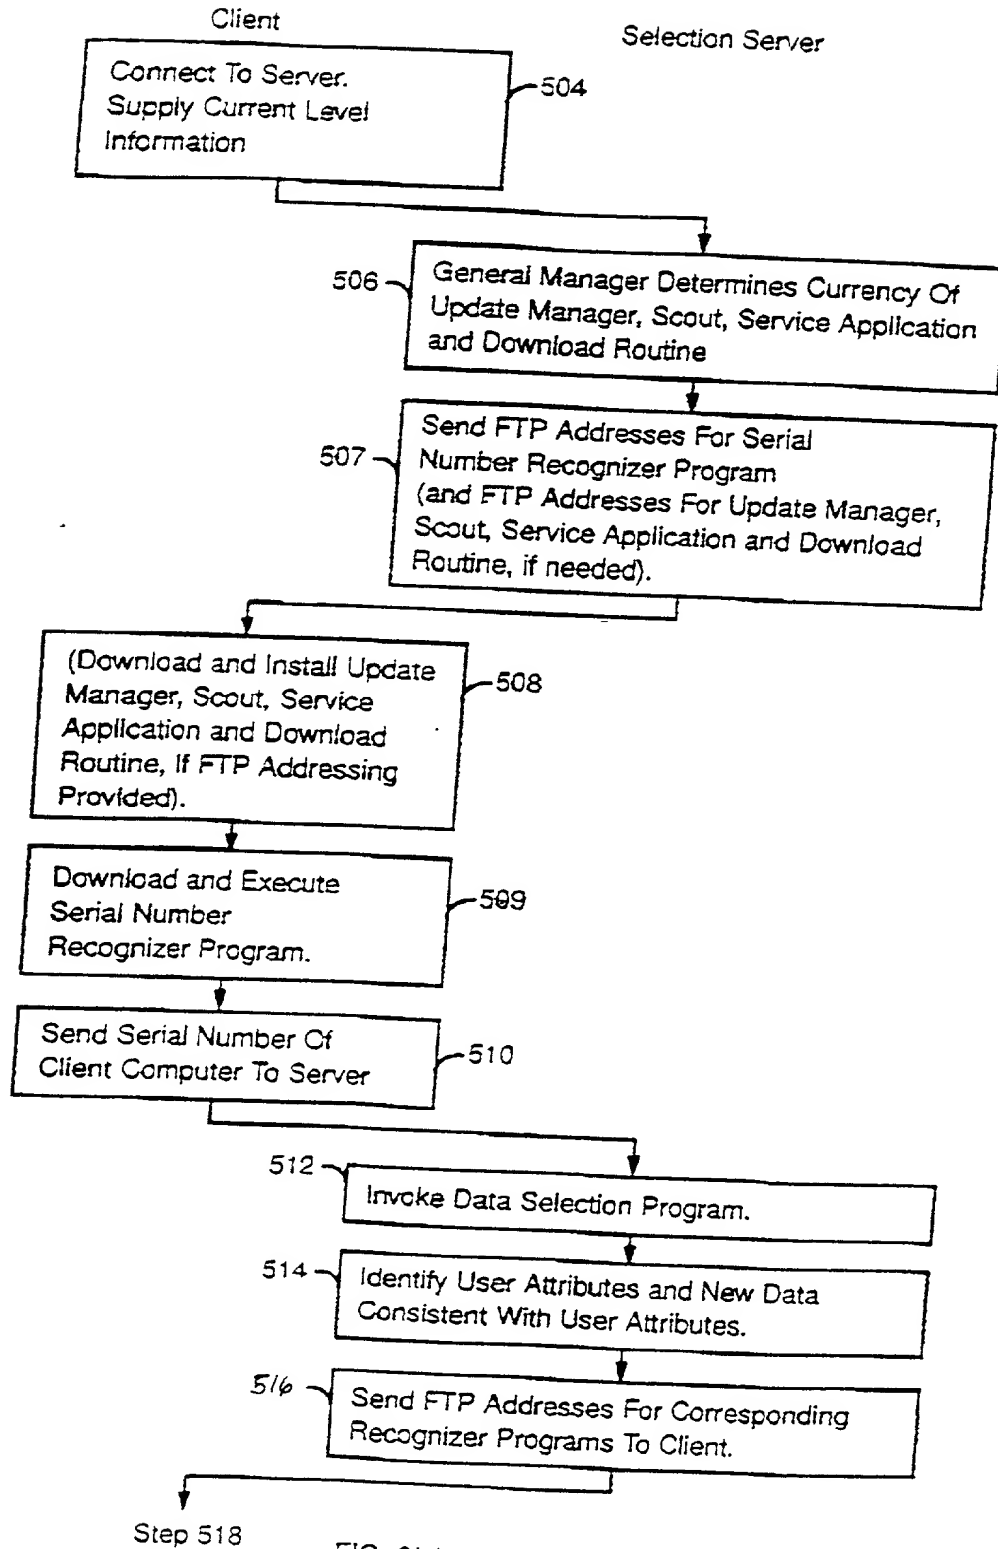 Client
Selection Server
Connect To Server.
Supply Current Level
Information
504
506
General Manager Determines Currency Of
Update Manager, Scout, Service Application
and Download Routine
507
Send FTP Addresses For Serial
Number Recognizer Program
(and FTP Addresses For Update Manager,
Scout, Service Application and Download
Routine, if needed).
(Download and Install Update
Manager, Scout, Service
Application and Download
Routine, If FTP Addressing
Provided).
508
Download and Execute
Serial Number
Recognizer Program.
509
Send Serial Number Of
Client Computer To Server
510
512
Invoke Data Selection Program.
514
Identify User Attributes and New Data
Consistent With User Attributes.
516
Send FTP Addresses For Corresponding
Recognizer Programs To Client.
Step 518
FIG.